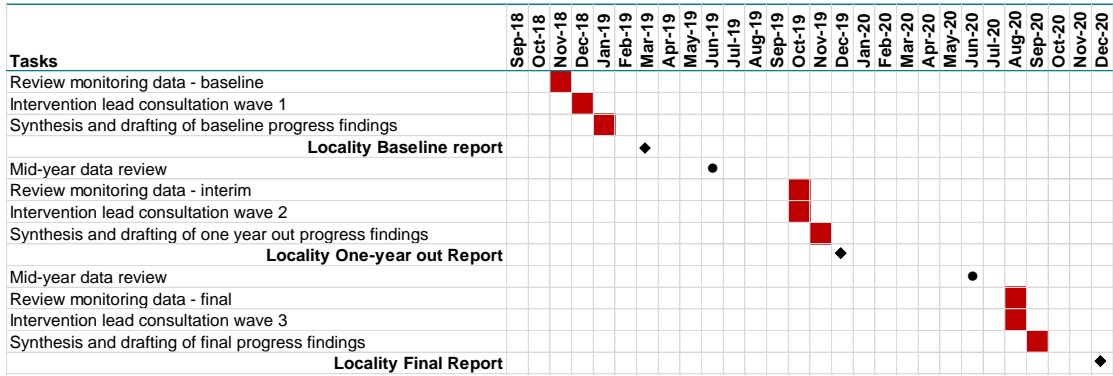 Tasks Sep-18 Oct-18 Nov-18 Dec-18 Jan-19 Feb-19 Mar-19 Apr-19 May-19 Jun-19 Jul-19 Aug-19 Sep-19 Oct-19 Nov-19 Dec-19 Jan-20 Feb-20 Mar-20 Apr-20 May-20 Jun-20 Jul-20 Aug-20 Sep-20 Oct-20 Nov-20 Dec-20
Review monitoring data - baseline
Intervention lead consultation wave 1
Synthesis and drafting of baseline progress findings
Locality Baseline report
Mid-year data review
Review monitoring data - interim
Intervention lead consultation wave 2
Synthesis and drafting of one year out progress findings
Locality One-year out Report
Mid-year data review
Review monitoring data - final
Intervention lead consultation wave 3
Synthesis and drafting of final progress findings
Locality Final Report